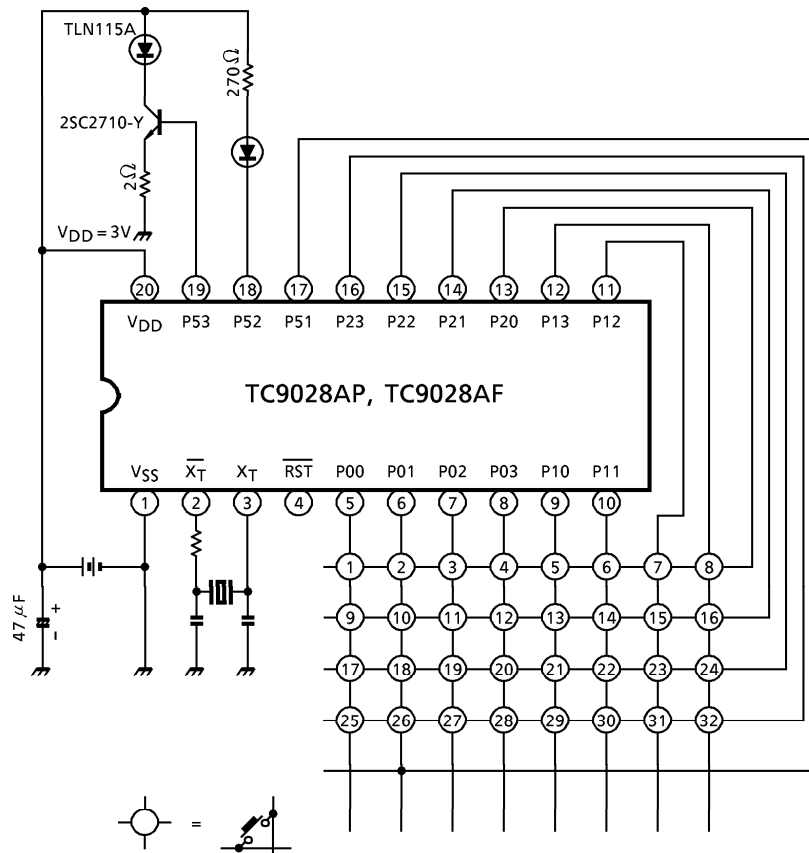 TLN115A
270Ω
2SC2710-Y
2Ω
VDD = 3V
20 19 18 17 16 15 14 13 12 11
VDD P53 P52 P51 P23 P22 P21 P20 P13 P12
TC9028AP, TC9028AF
VSS X̅T XT R̅S̅T̅ P00 P01 P02 P03 P10 P11
1 2 3 4 5 6 7 8 9 10
1 2 3 4 5 6 7 8
47μF
+
-
9 10 11 12 13 14 15 16
17 18 19 20 21 22 23 24
25 26 27 28 29 30 31 32
=